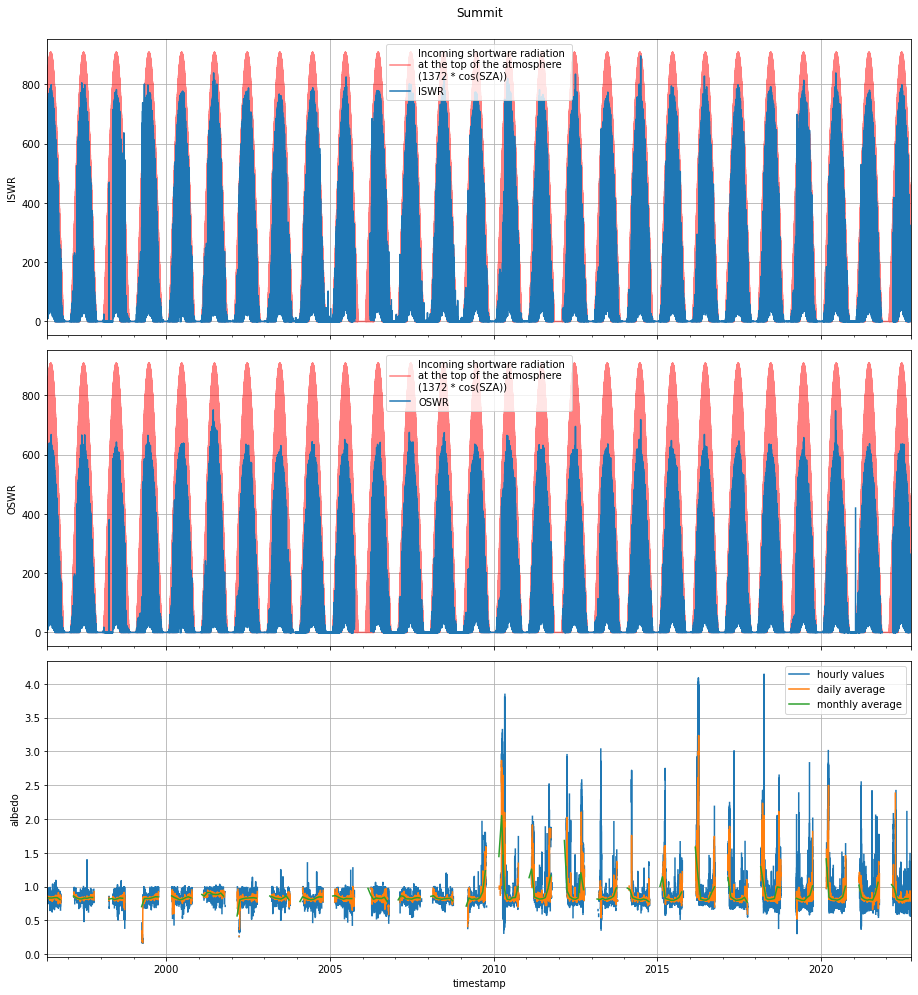 Summit
Incoming shortware radiation
at the top of the atmosphere
(1372 * cos(SZA))
ISWR
800
600
400
200
0
ISWR
Incoming shortware radiation
at the top of the atmosphere
(1372 * cos(SZA))
OSWR
800
600
400
200
0
OSWR
hourly values
daily average
monthly average
4.0
3.5
3.0
2.5
2.0
1.5
1.0
0.5
0.0
albedo
2000
2005
2010
2015
2020
timestamp